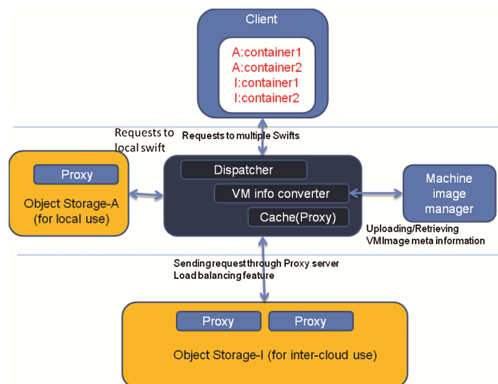 Client
A:container1
A:container2
I:container1
I:container2
Requests to
local swift
Requests to multiple Swifts
Proxy
Object Storage-A
(for local use)
Dispatcher
VM info converter
Cache(Proxy)
Machine
image
manager
Uploading/Retrieving
VMImage meta information
Sending request through Proxy server
Load balancing feature
Proxy
Proxy
Object Storage-I (for inter-cloud use)